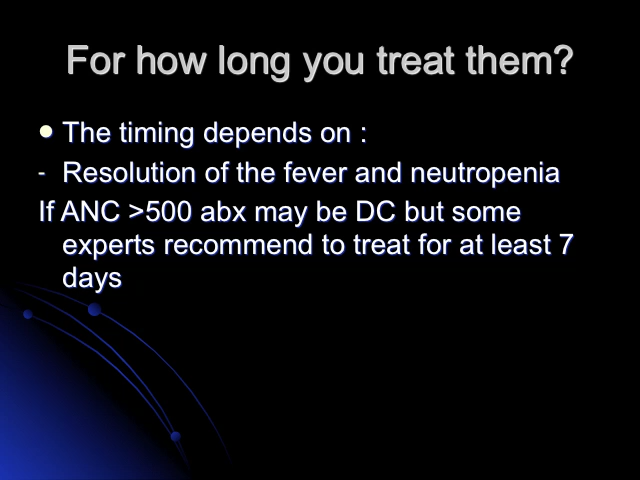 For how long you treat them?
The timing depends on :
- Resolution of the fever and neutropenia
If ANC >500 abx may be DC but some
experts recommend to treat for at least 7
days